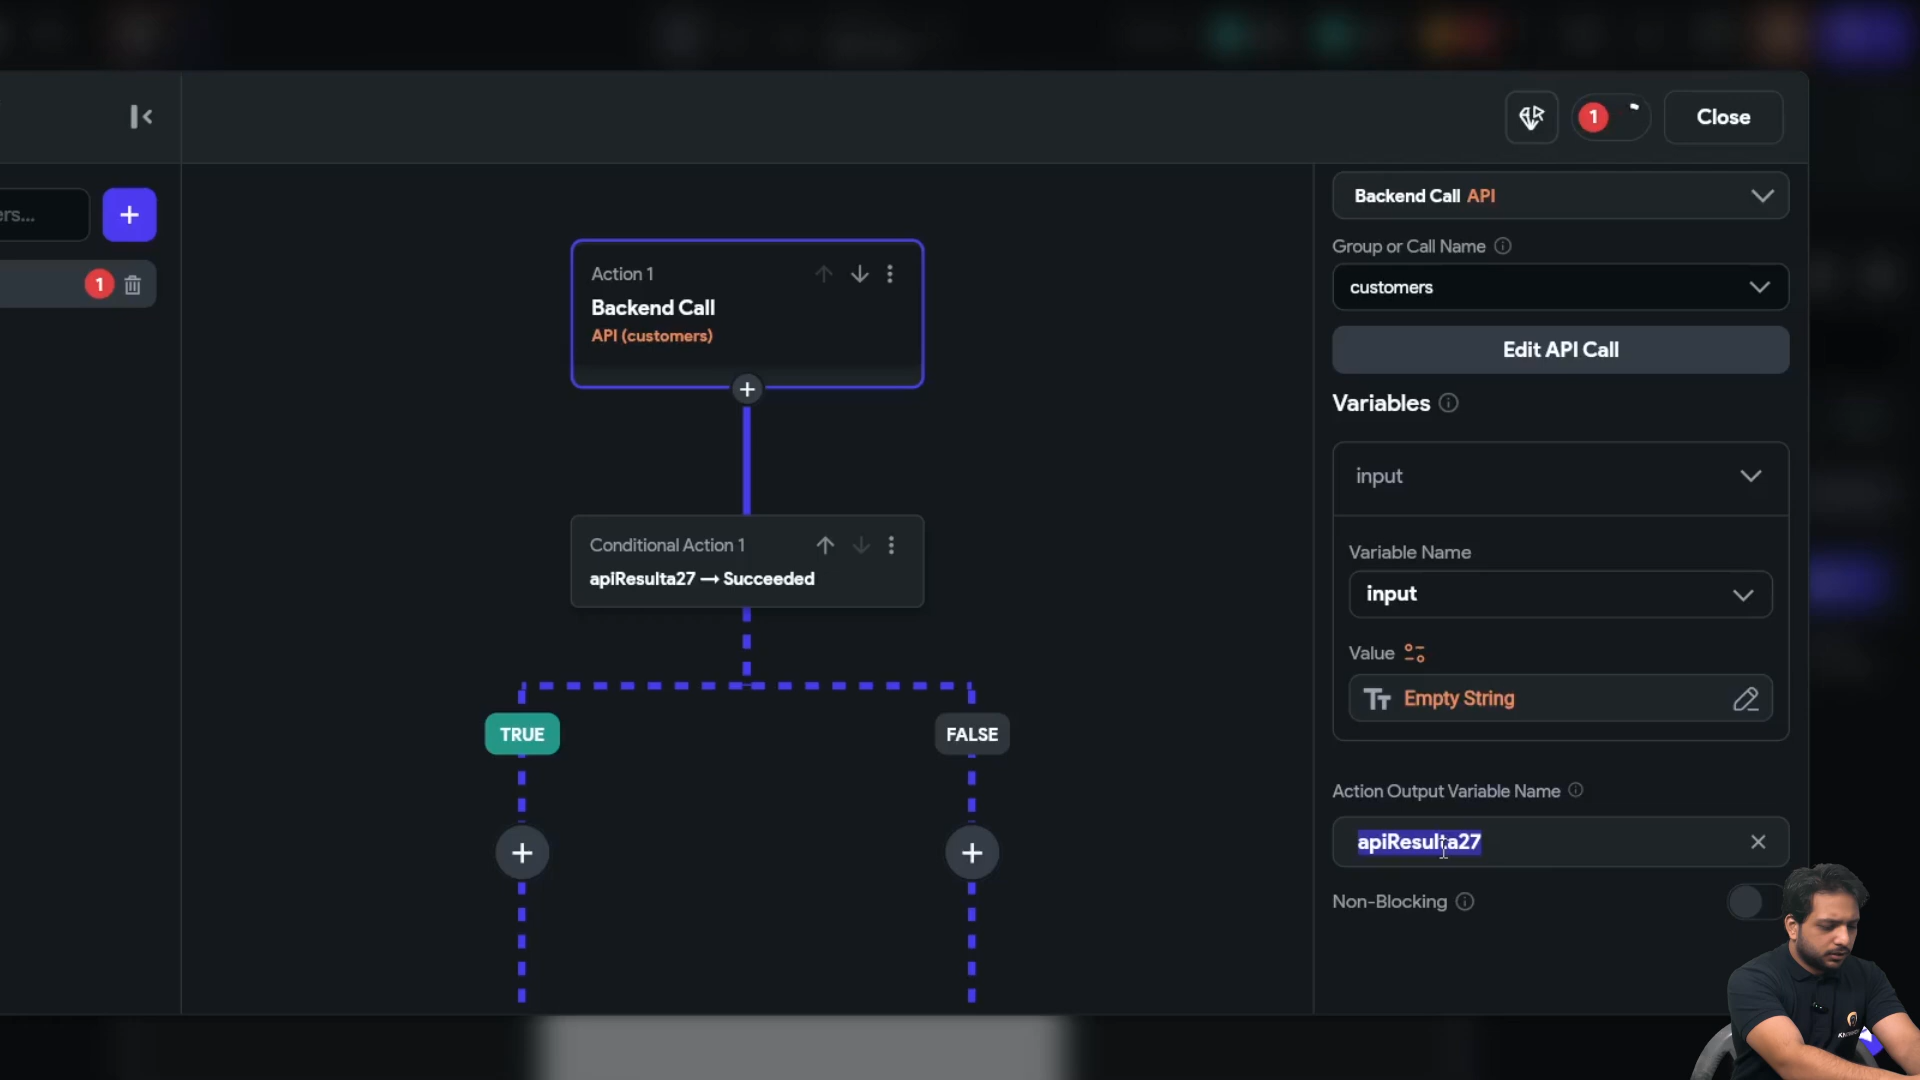 Close
1
ers...
1
Backend Call API
Group or Call Name
customers
Edit API Call
Variables
input
Variable Name
input
Value
Empty String
Action Output Variable Name
apiResulta27
Non-Blocking
Action 1
Backend Call
API (customers)
Conditional Action 1
apiResulta27 → Succeeded
TRUE
FALSE